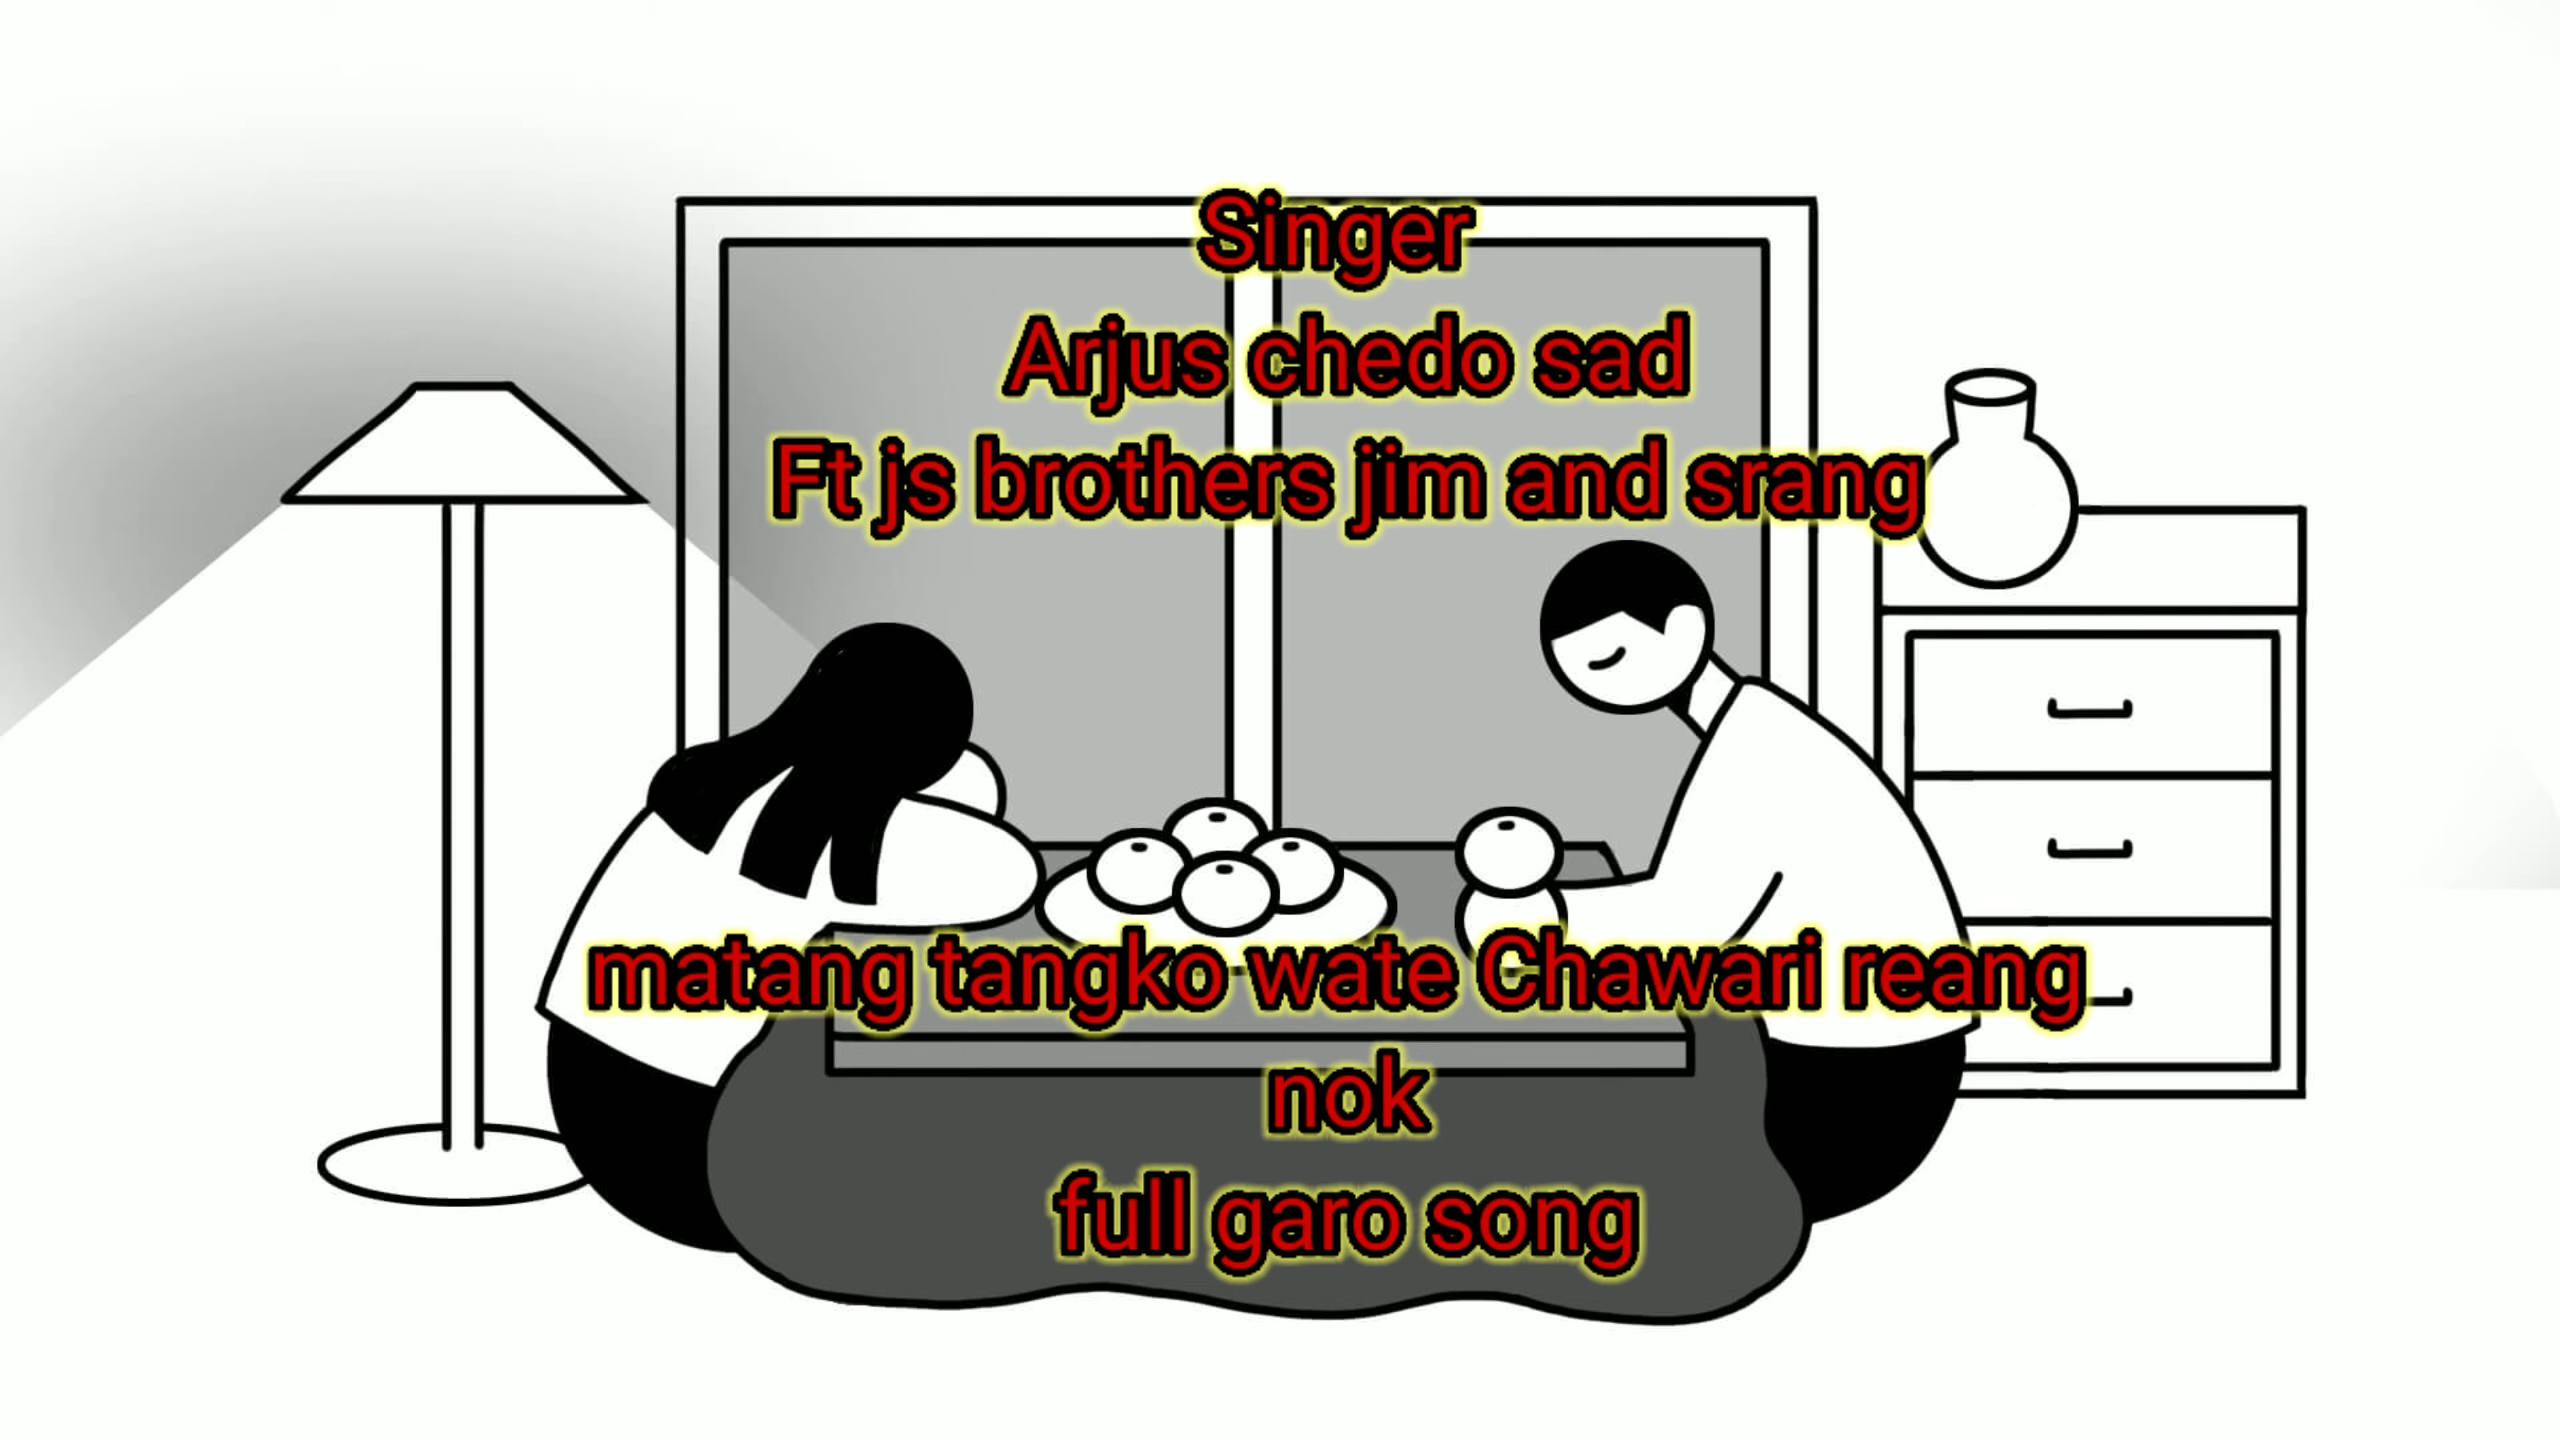 Singer
Arjus chedo sad
Ft js brothers jim and srang
matang tangko wate Chawari reang
nok
full garo song